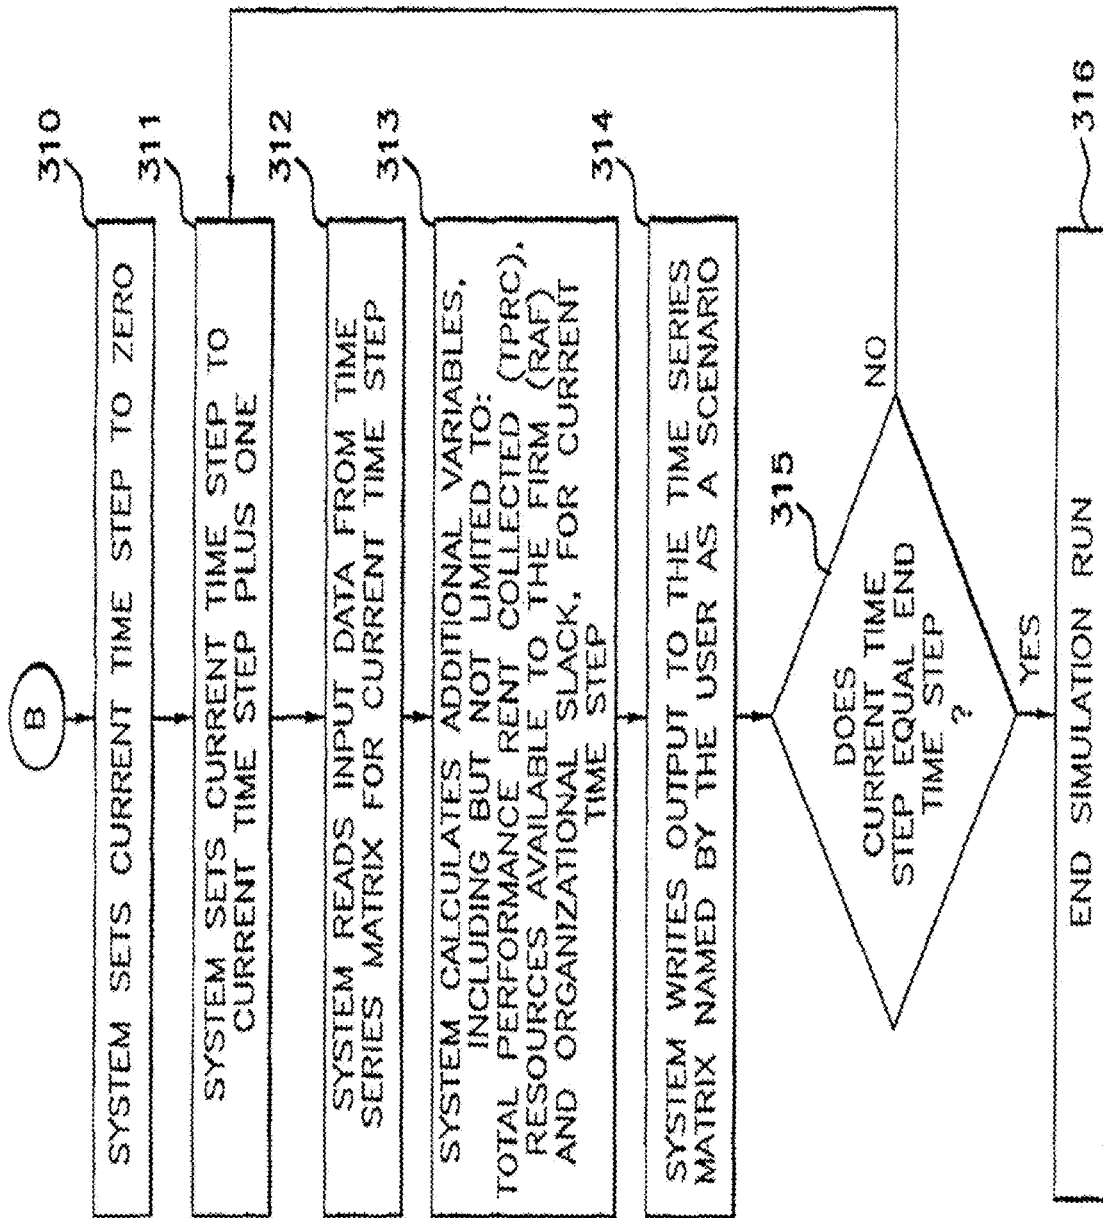 B
310
SYSTEM SETS CURRENT TIME STEP TO ZERO
311
SYSTEM SETS CURRENT TIME STEP TO
CURRENT TIME STEP PLUS ONE
312
SYSTEM READS INPUT DATA FROM TIME
SERIES MATRIX FOR CURRENT TIME STEP
313
SYSTEM CALCULATES ADDITIONAL VARIABLES,
INCLUDING BUT NOT LIMITED TO:
TOTAL PERFORMANCE RENT COLLECTED (TPRC),
RESOURCES AVAILABLE TO THE FIRM (RAF)
AND ORGANIZATIONAL SLACK, FOR CURRENT
TIME STEP
314
SYSTEM WRITES OUTPUT TO THE TIME SERIES
MATRIX NAMED BY THE USER AS A SCENARIO
315
DOES
CURRENT TIME
STEP EQUAL END
TIME STEP
?
NO
YES
316
END SIMULATION RUN